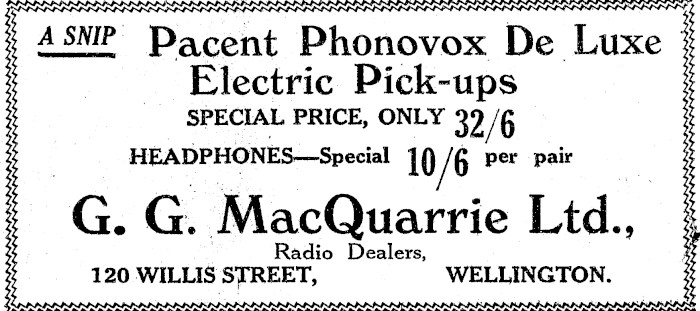 A SNIP Pacent Phonovox De Luxe
Electric Pick-ups
SPECIAL PRICE, ONLY 32/6
HEADPHONES—Special 10/6 per pair
G. G. MacQuarrie Ltd.,
Radio Dealers,
120 WILLIS STREET, WELLINGTON.